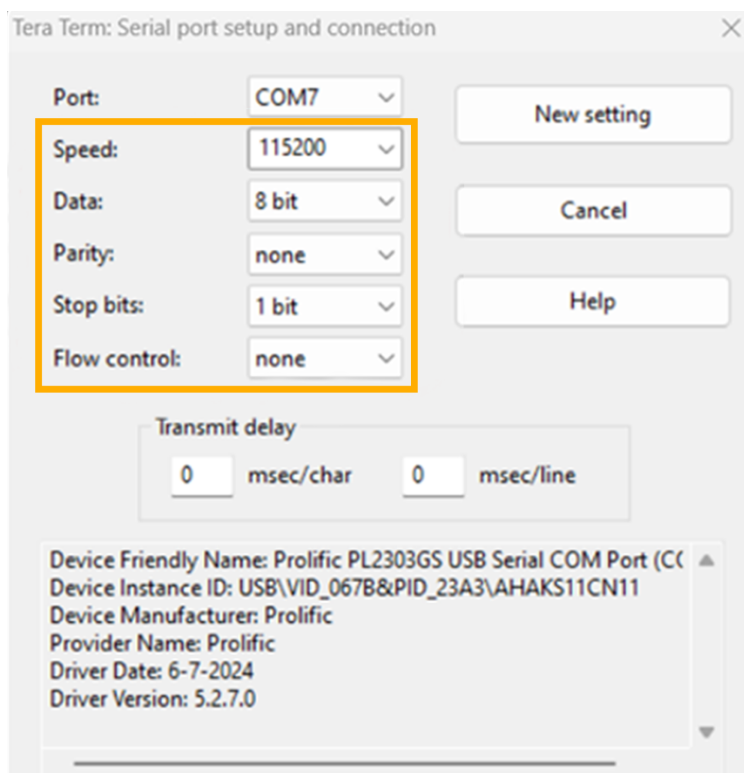 Tera Term: Serial port setup and connection
Port: COM7
New setting
Speed: 115200
Data: 8 bit
Cancel
Parity: none
Stop bits: 1 bit
Help
Flow control: none
Transmit delay
0 msec/char 0 msec/line
Device Friendly Name: Prolific PL2303GS USB Serial COM Port
Device Instance ID: USB\VID_067B&PID_23A3\AHAKS11CN11
Device Manufacturer: Prolific
Provider Name: Prolific
Driver Date: 6-7-2024
Driver Version: 5.2.7.0